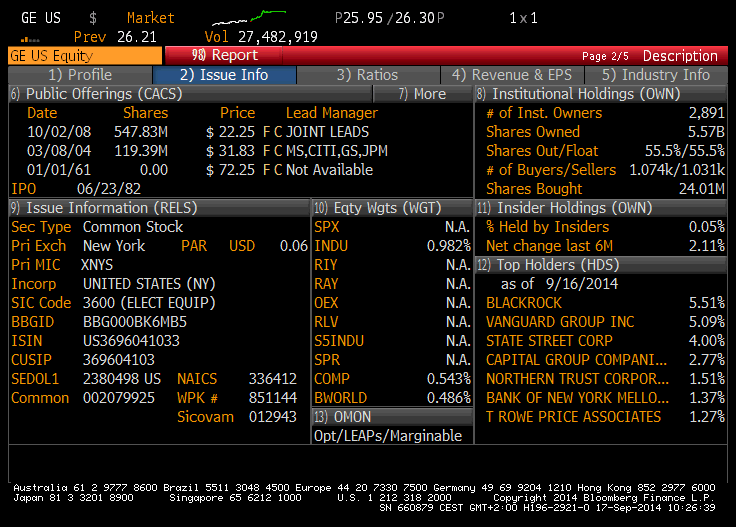 GE US $ Market P25.95 /26.30P 1x1
Prev 26.21 Vol 27,482,919
GE US Equity 98) Report Page 2/5 Description
1) Profile 2) Issue Info 3) Ratios 4) Revenue & EPS 5) Industry Info
6) Public Offerings (CACS) 7) More 8) Institutional Holdings (OWN)
Date Shares Price Lead Manager # of Inst. Owners 2,891
10/02/08 547.83M $ 22.25 F C JOINT LEADS Shares Owned 5.57B
03/08/04 119.39M $ 31.83 F C MS,CITI,GS,JPM Shares Out/Float 55.5%/55.5%
01/01/61 0.00 $ 72.25 F C Not Available # of Buyers/Sellers 1.074k/1.031k
IPO 06/23/82 Shares Bought 24.01M
9) Issue Information (RELS) 10) Eqty Wgts (WGT) 11) Insider Holdings (OWN)
Sec Type Common Stock SPX N.A. % Held by Insiders 0.05%
Pri Exch New York PAR USD 0.06 INDU 0.982% Net change last 6M 2.11%
Pri MIC XNYS RIY N.A. 12) Top Holders (HDS)
Incorp UNITED STATES (NY) RAY N.A. as of 9/16/2014
SIC Code 3600 (ELECT EQUIP) OEX N.A. BLACKROCK 5.51%
BBGID BBG000BK6MB5 RLV N.A. VANGUARD GROUP INC 5.09%
ISIN US3696041033 S5INDU N.A. STATE STREET CORP 4.00%
CUSIP 369604103 SPR N.A. CAPITAL GROUP COMPANI... 2.77%
SEDOL1 2380498 US NAICS 336412 COMP 0.543% NORTHERN TRUST CORPOR... 1.51%
Common 002079925 WPK # 851144 BWORLD 0.486% BANK OF NEW YORK MELLO... 1.37%
Sicovam 012943 13) OMON T ROWE PRICE ASSOCIATES 1.27%
Opt/LEAPs/Marginable
Australia 61 2 9777 8600 Brazil 5511 3048 4500 Europe 44 20 7330 7500 Germany 49 69 9204 1210 Hong Kong 852 2977 6000
Japan 81 3 3201 8900 Singapore 65 6212 1000 U.S. 1 212 318 2000 Copyright 2014 Bloomberg Finance L.P.
SN 660879 CEST GMT+2:00 H196-2921-0 17-Sep-2014 10:26:39